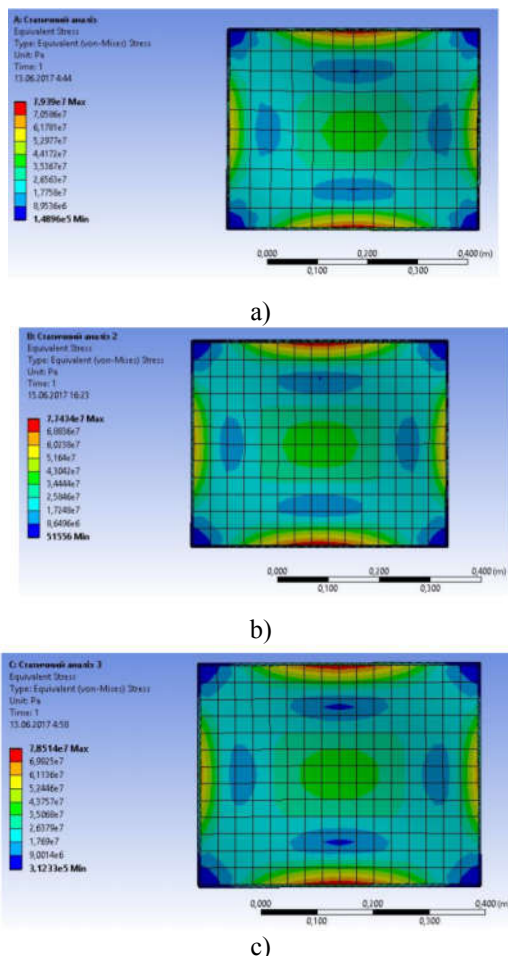 A: Статичний аналіз
Equivalent Stress
Type: Equivalent (von-Mises) Stress
Unit: Pa
Time: 1
13.06.2017 4:44
7,939e7 Max
7,0586e7
6,1781e7
5,2977e7
4,4172e7
3,5367e7
2,6563e7
1,7758e7
8,9536e6
1,4896e5 Min
0,000 0,200 0,400 (m)
0,100 0,300
a)
B: Статичний аналіз 2
Equivalent Stress
Type: Equivalent (von-Mises) Stress
Unit: Pa
Time: 1
15.06.2017 16:23
7,7434e7 Max
6,8836e7
6,0238e7
5,164e7
4,3042e7
3,4444e7
2,5846e7
1,7248e7
8,6496e6
51556 Min
0,000 0,200 0,400 (m)
0,100 0,300
b)
C: Статичний аналіз 3
Equivalent Stress
Type: Equivalent (von-Mises) Stress
Unit: Pa
Time: 1
13.06.2017 4:58
7,8514e7 Max
6,9825e7
6,1136e7
5,2446e7
4,3757e7
3,5068e7
2,6379e7
1,769e7
9,0014e6
3,1233e5 Min
0,000 0,200 0,400 (m)
0,100 0,300
c)